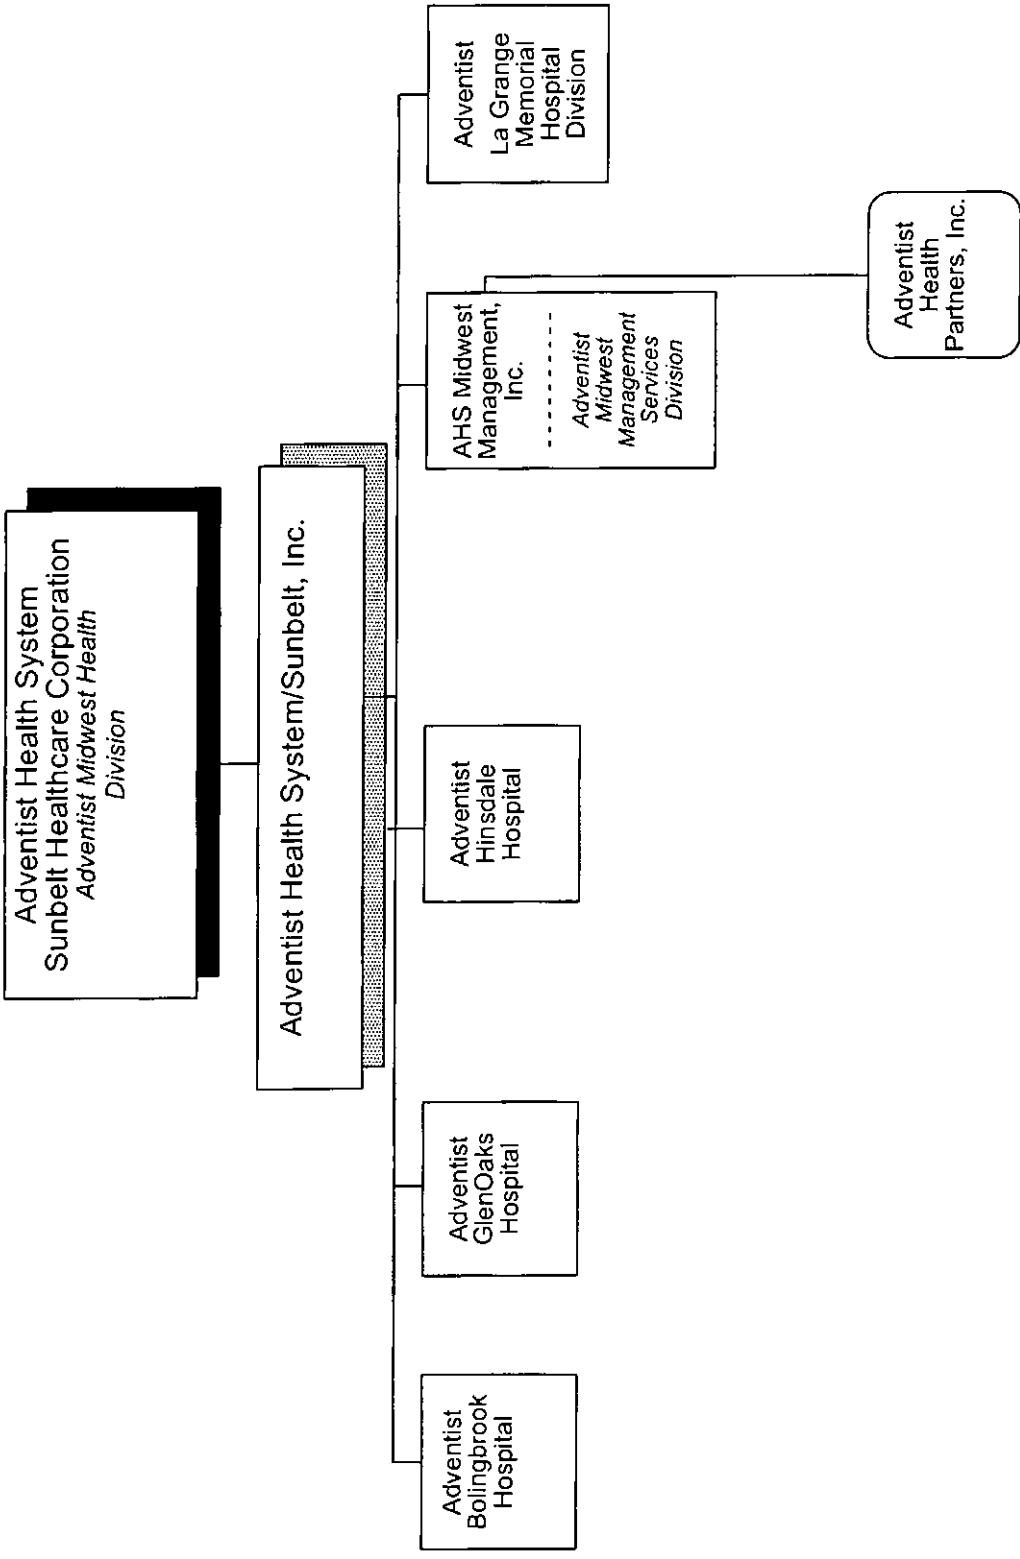 Adventist Health System
Sunbelt Healthcare Corporation
Adventist Midwest Health
Division
Adventist Health System/Sunbelt, Inc.
Adventist
Bolingbrook
Hospital
Adventist
GlenOaks
Hospital
Adventist
Hinsdale
Hospital
AHS Midwest
Management,
Inc.
Adventist
Midwest
Management
Services
Division
Adventist
La Grange
Memorial
Hospital
Division
Adventist
Health
Partners, Inc.